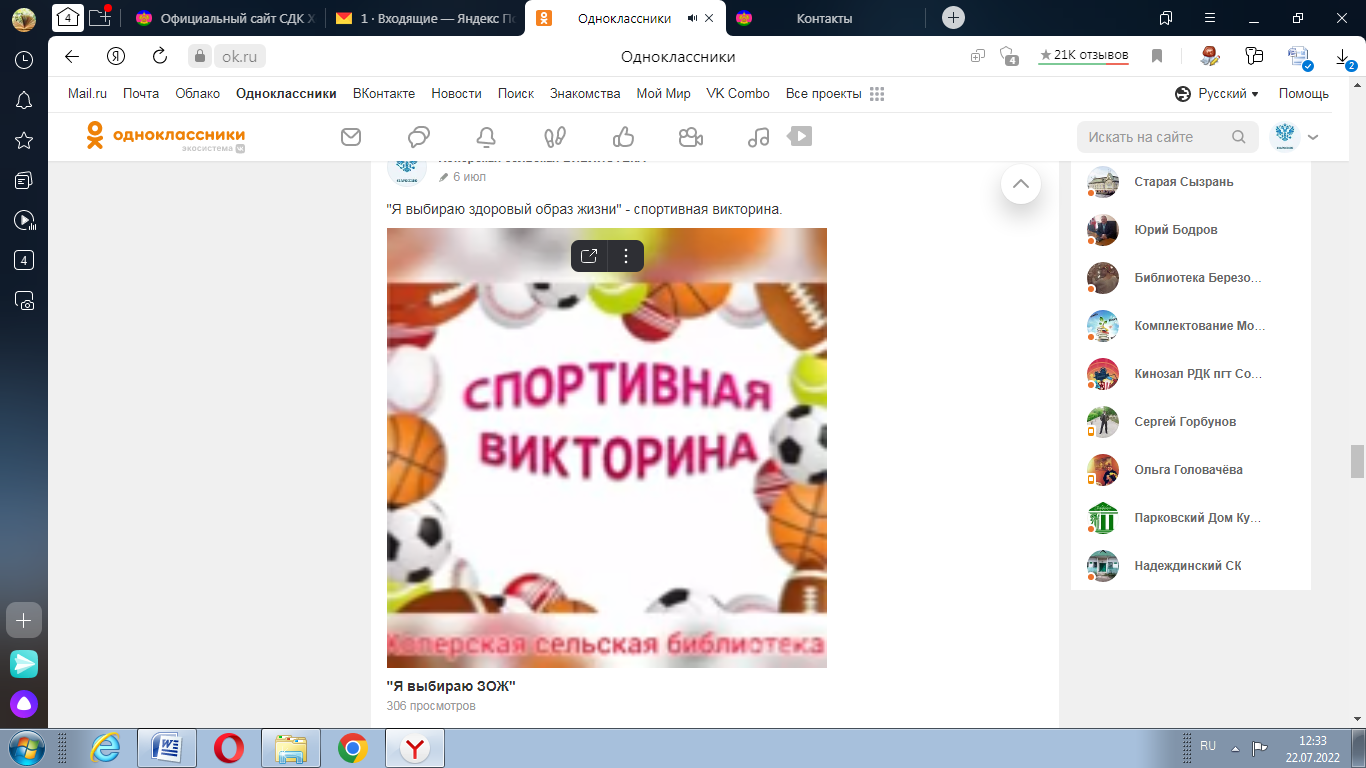 Официальный сайт СДК Х
1 · Входящие — Яндекс По
Одноклассники
Контакты
ok.ru
Одноклассники
4
★ 21K отзывов
2
Mail.ru Почта Облако Одноклассники ВКонтакте Новости Поиск Знакомства Мой Мир VK Combo Все проекты
Русский
Помощь
одноклассники
экосистема
Искать на сайте
6 июл
"Я выбираю здоровый образ жизни" - спортивная викторина.
СПОРТИВНАЯ
ВИКТОРИНА
Хоперская сельская библиотека
"Я выбираю ЗОЖ"
306 просмотров
Старая Сызрань
Юрий Бодров
Библиотека Березо...
Комплектование Мо...
Кинозал РДК пгт Со...
Сергей Горбунов
Ольга Головачёва
Парковский Дом Ку...
Надеждинский СК
4
RU
12:33
22.07.2022